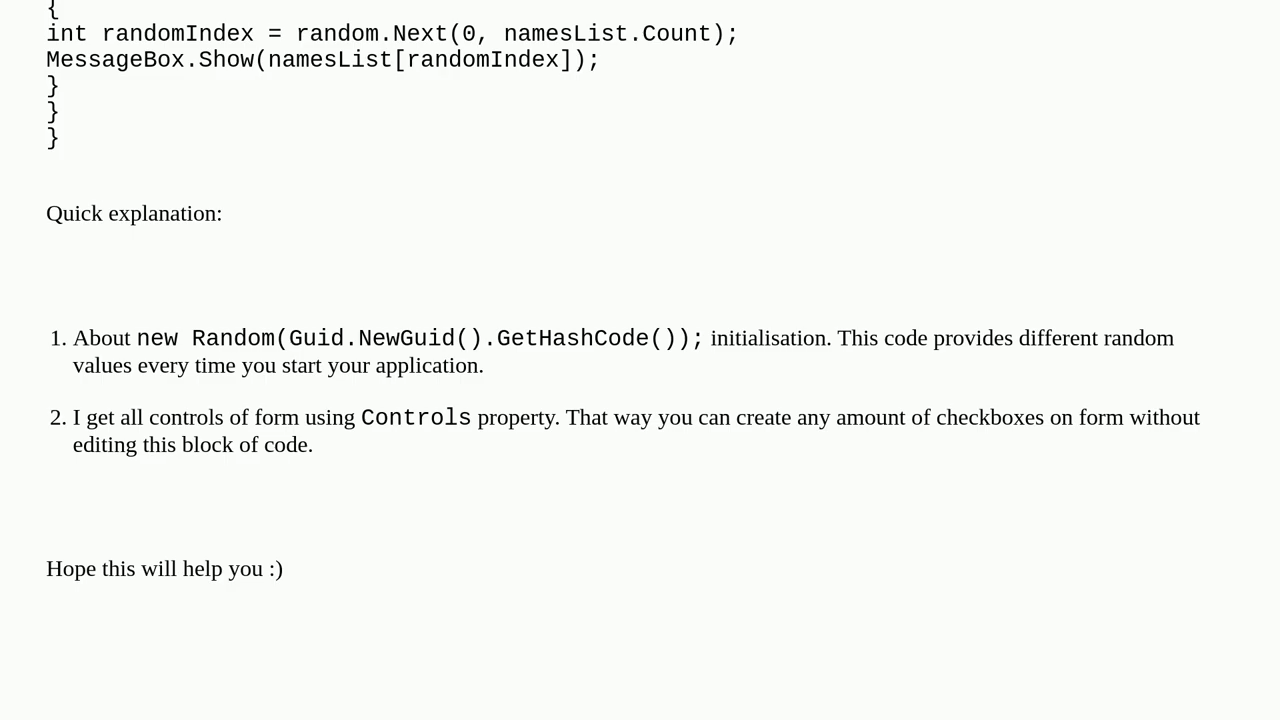 {
int randomIndex = random.Next(0, namesList.Count);
MessageBox.Show(namesList[randomIndex]);
}
}
}
Quick explanation:
1. About new Random(Guid.NewGuid().GetHashCode()); initialisation. This code provides different random
values every time you start your application.
2. I get all controls of form using Controls property. That way you can create any amount of checkboxes on form without
editing this block of code.
Hope this will help you :)